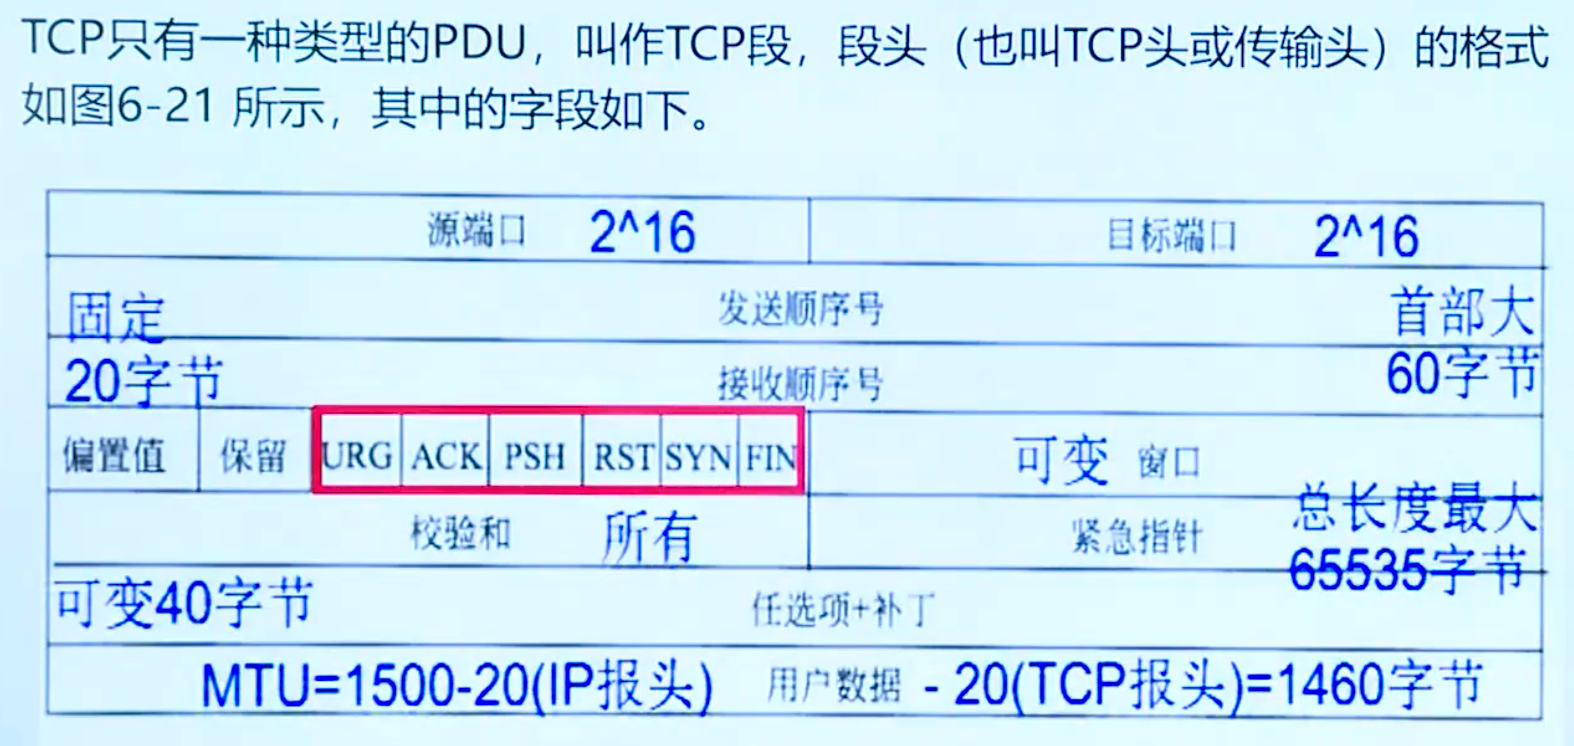 TCP只有一种类型的PDU，叫作TCP段，段头（也叫TCP头或传输头）的格式
如图6-21 所示，其中的字段如下。
源端口 2^16 目标端口 2^16
固定 发送顺序号 首部大
20字节 接收顺序号 60字节
偏置值 保留 URG ACK PSH RST SYN FIN 可变 窗口
总长度最大
校验和 所有 紧急指针
65535字节
可变40字节 任选项+补丁
MTU=1500-20(IP报头) 用户数据 - 20(TCP报头)=1460字节